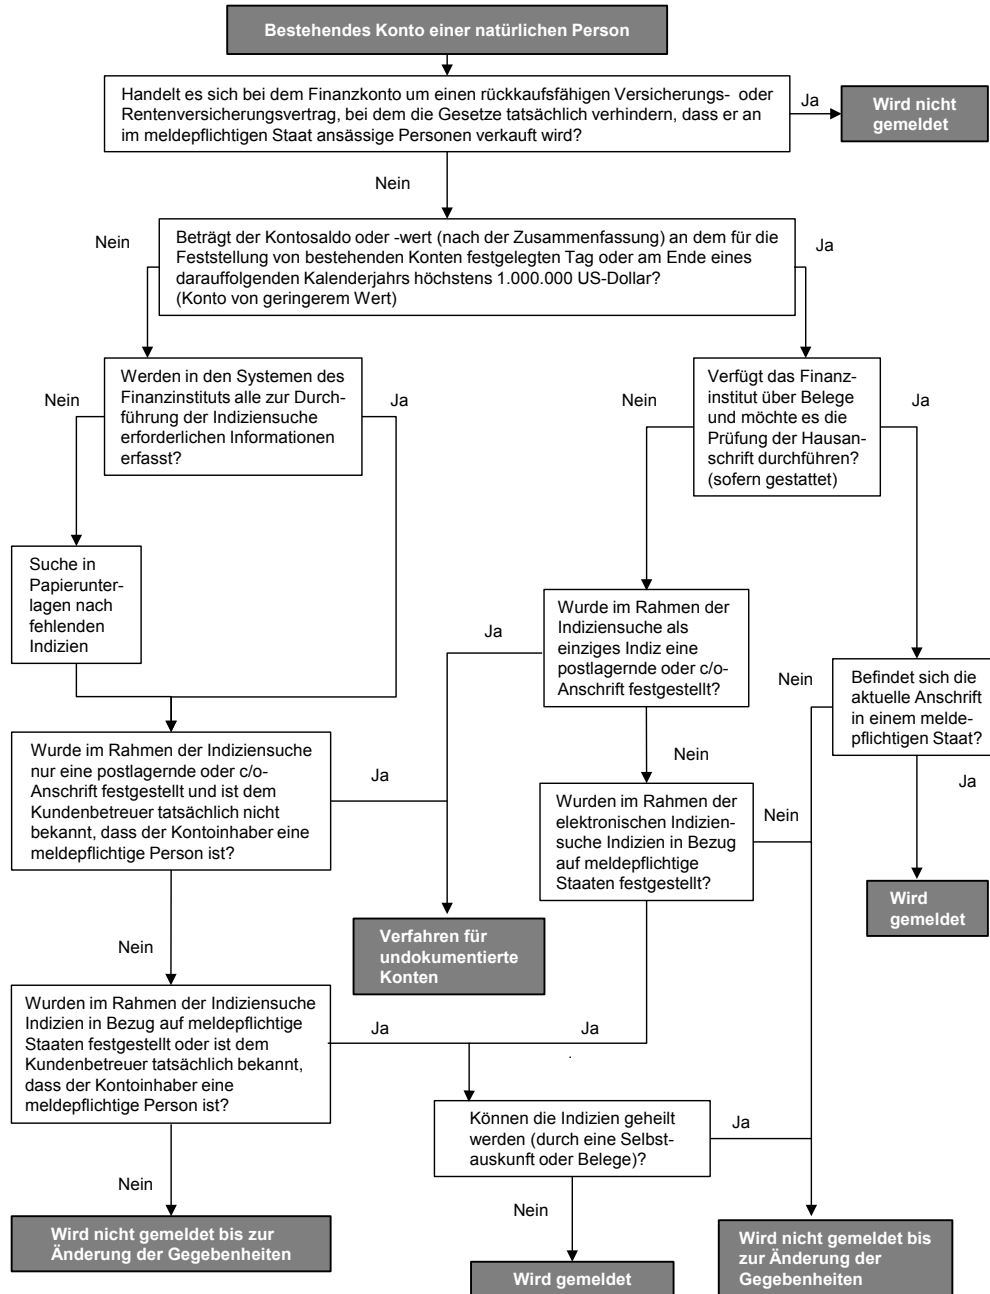 Bestehendes Konto einer natürlichen Person
Handelt es sich bei dem Finanzkonto um einen rückkaufsfähigen Versicherungs- oder
Rentenversicherungsvertrag, bei dem die Gesetze tatsächlich verhindern, dass er an
im meldepflichtigen Staat ansässige Personen verkauft wird?
Ja
Wird nicht
gemeldet
Nein
Nein
Beträgt der Kontosaldo oder -wert (nach der Zusammenfassung) an dem für die
Feststellung von bestehenden Konten festgelegten Tag oder am Ende eines
darauffolgenden Kalenderjahrs höchstens 1.000.000 US-Dollar?
(Konto von geringerem Wert)
Ja
Nein
Werden in den Systemen des
Finanzinstituts alle zur Durch-
führung der Indiziensuche
erforderlichen Informationen
erfasst?
Ja
Nein
Verfügt das Finanz-
institut über Belege
und möchte es die
Prüfung der Hausan-
schrift durchführen?
(sofern gestattet)
Ja
Suche in
Papierunter-
lagen nach
fehlenden
Indizien
Ja
Wurde im Rahmen der
Indiziensuche als
einziges Indiz eine
postlagernde oder c/o-
Anschrift festgestellt?
Nein
Befindet sich die
aktuelle Anschrift
in einem melde-
pflichtigen Staat?
Wurde im Rahmen der Indiziensuche
nur eine postlagernde oder c/o-
Anschrift festgestellt und ist dem
Kundenbetreuer tatsächlich nicht
bekannt, dass der Kontoinhaber eine
meldepflichtige Person ist?
Ja
Nein
Wurden im Rahmen der
elektronischen Indizien-
suche Indizien in Bezug
auf meldepflichtige
Staaten festgestellt?
Nein
Ja
Wird
gemeldet
Verfahren für
undokumentierte
Konten
Nein
Wurden im Rahmen der Indiziensuche
Indizien in Bezug auf meldepflichtige
Staaten festgestellt oder ist dem
Kundenbetreuer tatsächlich bekannt,
dass der Kontoinhaber eine
meldepflichtige Person ist?
Ja
Ja
Können die Indizien geheilt
werden (durch eine Selbst-
auskunft oder Belege)?
Ja
Nein
Nein
Wird nicht gemeldet bis zur
Änderung der Gegebenheiten
Wird gemeldet
Wird nicht gemeldet bis
zur Änderung der
Gegebenheiten